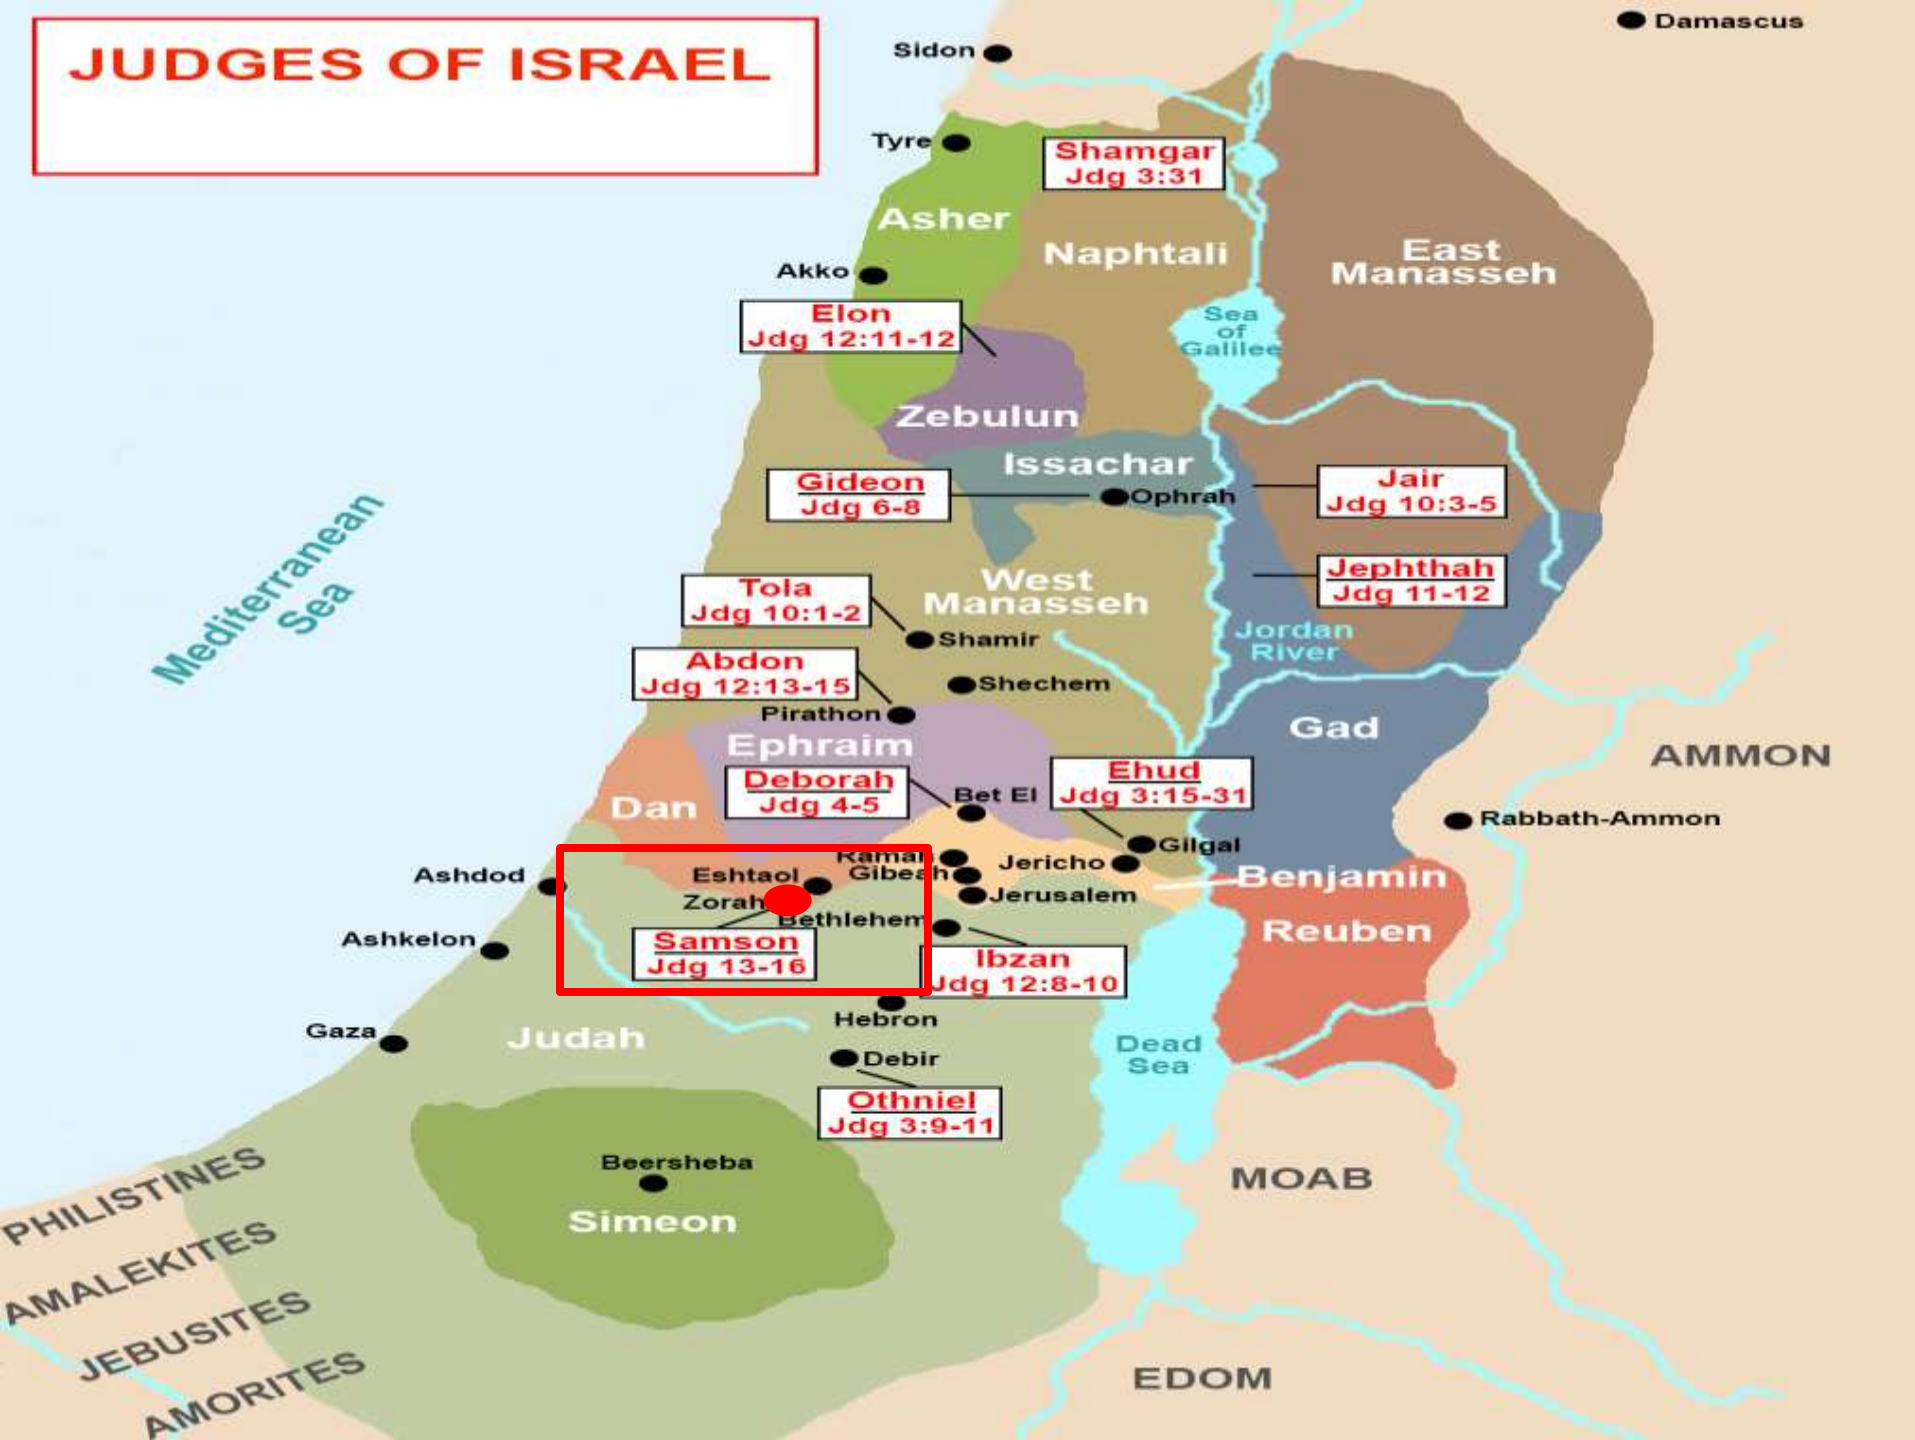 JUDGES OF ISRAEL
Damascus
Sidon
Tyre
Shamgar
Jdg 3:31
Asher
Naphtali
East
Manasseh
Akko
Elon
Jdg 12:11-12
Sea
of
Galilee
Zebulun
Issachar
Gideon
Jdg 6-8
Ophrah
Jair
Jdg 10:3-5
Mediterranean
Sea
West
Manasseh
Jephthah
Jdg 11-12
Tola
Jdg 10:1-2
Shamir
Jordan
River
Abdon
Jdg 12:13-15
Shechem
Pirathon
Ephraim
Gad
AMMON
Deborah
Jdg 4-5
Bet El
Ehud
Jdg 3:15-31
Dan
Rabbath-Ammon
Gilgal
Ramah
Jericho
Ashdod
Eshtaol
Gibeah
Benjamin
Zorah
Jerusalem
Bethlehem
Reuben
Ashkelon
Samson
Jdg 13-16
Ibzan
Jdg 12:8-10
Hebron
Gaza
Judah
Debir
Dead
Sea
Othniel
Jdg 3:9-11
Beersheba
Simeon
MOAB
PHILISTINES
AMALEKITES
JEBUSITES
AMORITES
EDOM